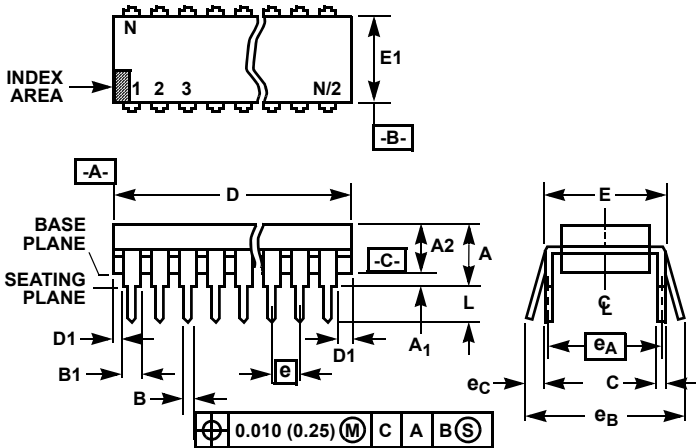 N
INDEX
AREA
1 2 3 N/2
E1
-B-
-A-
D
E
BASE
PLANE
A2
A
-C-
SEATING
PLANE
L
C̲L
D1
B1
B
A1
D1
e
eA
eC
C
eB
0.010 (0.25) M C A B S